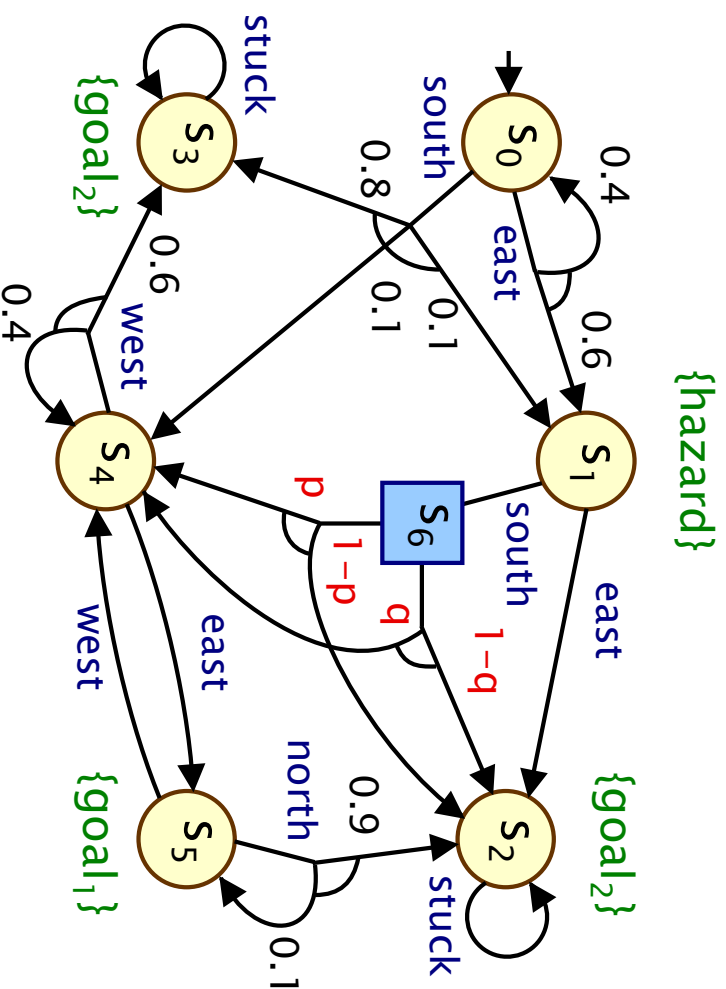 {hazard}
0.4
east
{goal₂}
0.6
s₁
s₀
east
south
s₂
1–q
south
0.1
s₆
stuck
q
0.8
0.1
0.9
1–p
p
north
0.1
stuck
east
s₃
0.6
s₅
west
s₄
{goal₂}
west
{goal₁}
0.4